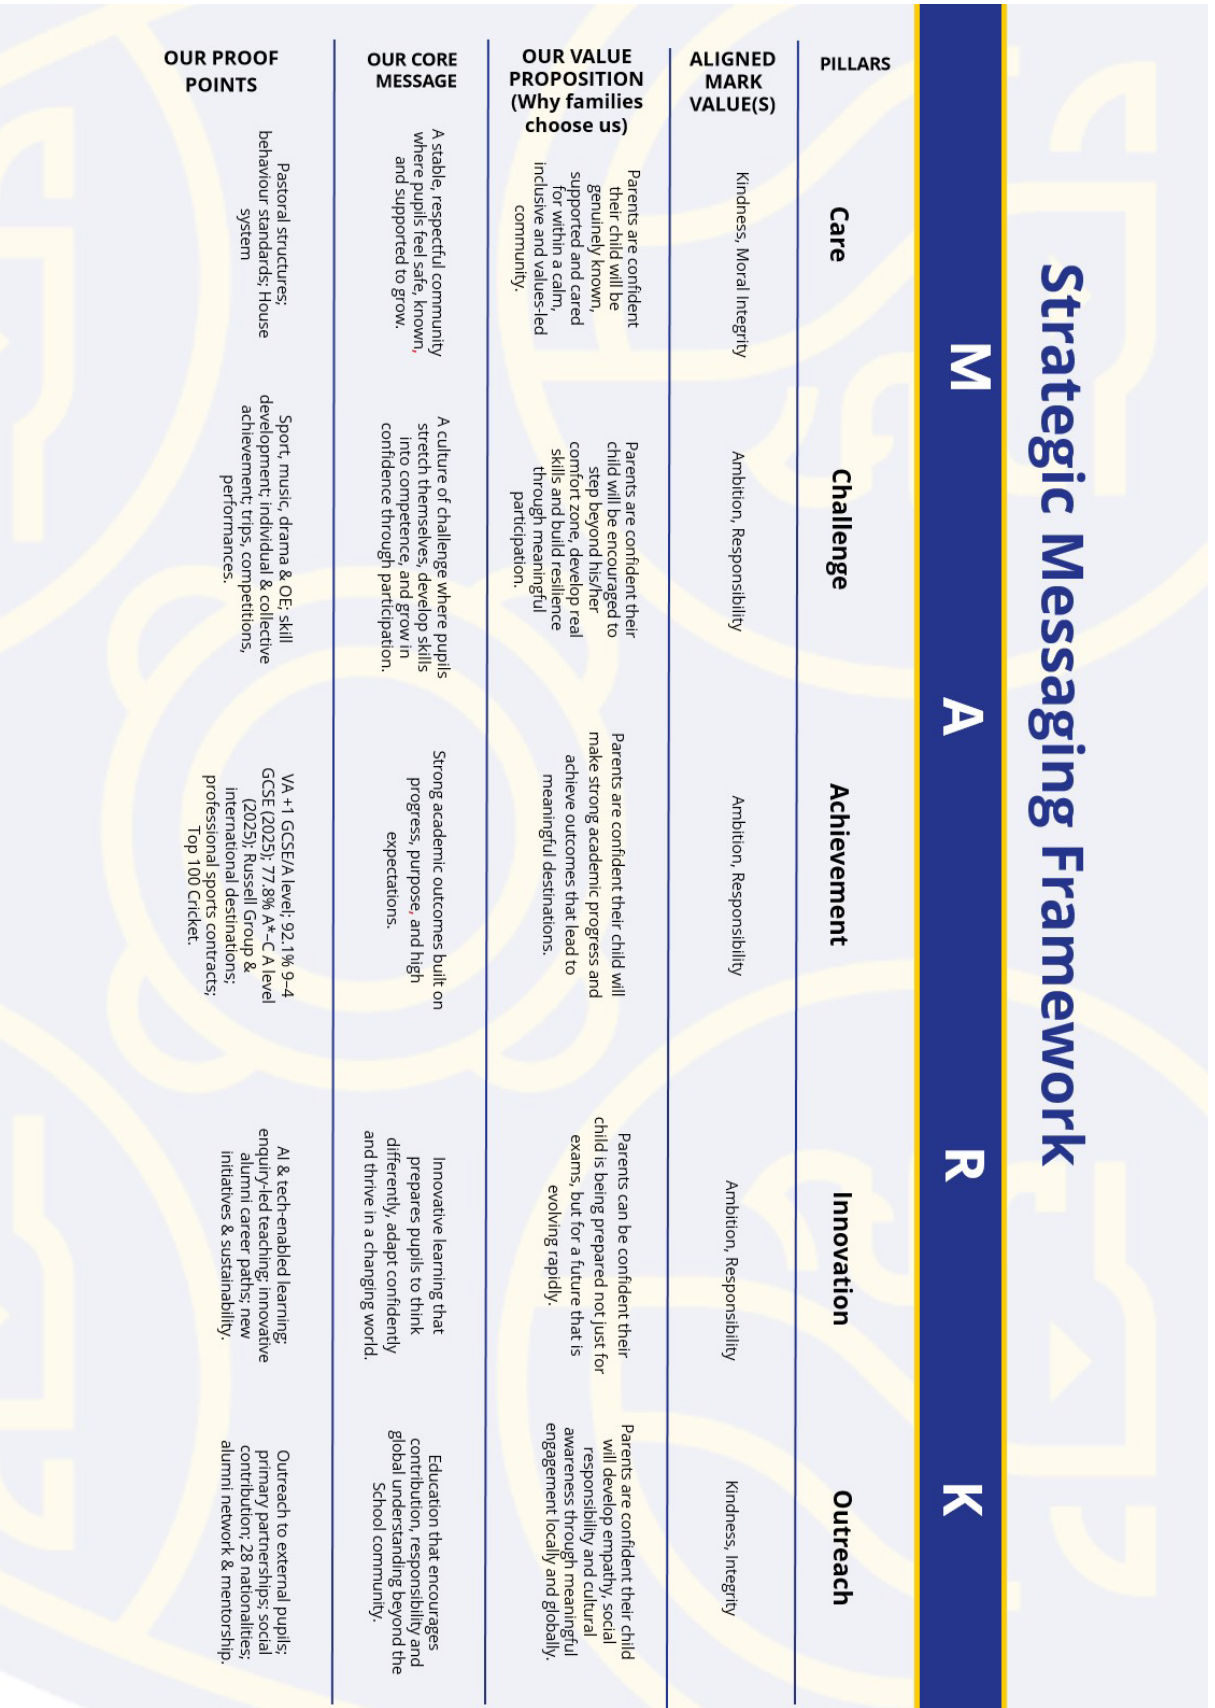 Strategic Messaging Framework
M A R K
PILLARS
Care
Challenge
Achievement
Innovation
Outreach
ALIGNED
MARK
VALUE(S)
Kindness, Moral Integrity
Ambition, Responsibility
Ambition, Responsibility
Ambition, Responsibility
Kindness, Integrity
OUR VALUE
PROPOSITION
(Why families
choose us)
Parents are confident
their child will be
genuinely known,
supported and cared
for within a calm,
inclusive and values-led
community.
Parents are confident their
child will be encouraged to
step beyond his/her
comfort zone, develop real
skills and build resilience
through meaningful
participation.
Parents are confident their child will
make strong academic progress and
achieve outcomes that lead to
meaningful destinations.
Parents can be confident their
child is being prepared not just for
exams, but for a future that is
evolving rapidly.
Parents are confident their child
will develop empathy, social
responsibility and cultural
awareness through meaningful
engagement locally and globally.
OUR CORE
MESSAGE
A stable, respectful community
where pupils feel safe, known,
and supported to grow.
A culture of challenge where pupils
stretch themselves, develop skills
into competence, and grow in
confidence through participation.
Strong academic outcomes built on
progress, purpose, and high
expectations.
Innovative learning that
prepares pupils to think
differently, adapt confidently
and thrive in a changing world.
Education that encourages
contribution, responsibility and
global understanding beyond the
School community.
OUR PROOF
POINTS
Pastoral structures;
behaviour standards; House
system
Sport, music, drama & OE; skill
development; individual & collective
achievement; trips, competitions,
performances.
VA +1 GCSE/A level; 92.1% 9–4
GCSE (2025); 77.8% A*–C A level
(2025); Russell Group &
international destinations;
professional sports contracts;
Top 100 Cricket.
AI & tech-enabled learning;
enquiry-led teaching; innovative
alumni career paths; new
initiatives & sustainability.
Outreach to external pupils;
primary partnerships; social
contribution; 28 nationalities;
alumni network & mentorship.